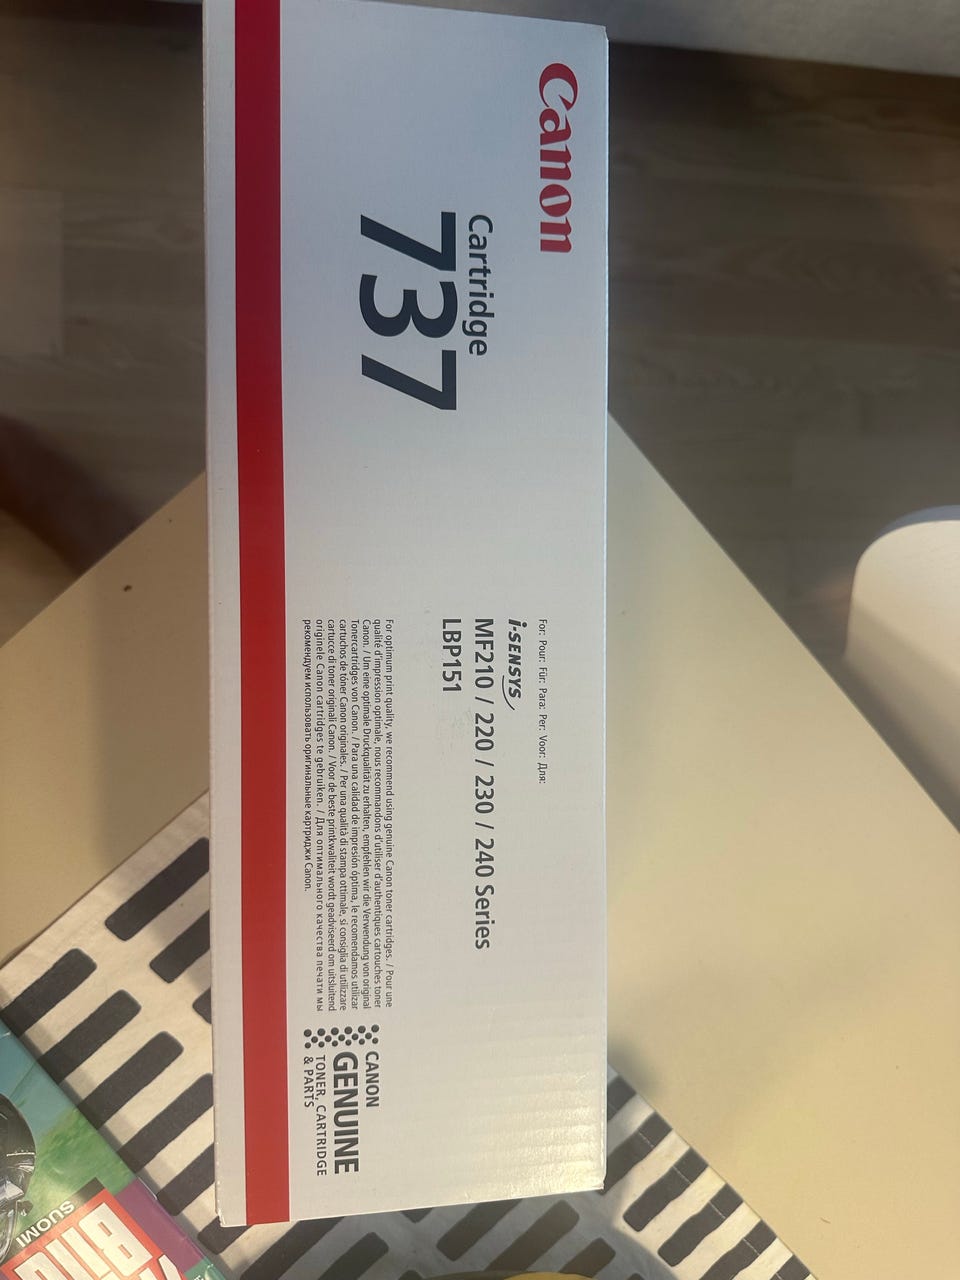 Canon
Cartridge
737
For: Pour: Für: Para: Per: Voor: Для:
i-SENSYS
MF210 / 220 / 230 / 240 Series
LBP151
For optimum print quality, we recommend using genuine Canon toner cartridges. / Pour une
qualité d'impression optimale, nous recommandons d'utiliser d'authentiques cartouches toner
Canon. / Um eine optimale Druckqualität zu erhalten, empfehlen wir die Verwendung von original
Tonercartridges von Canon. / Para una calidad de impresión óptima, le recomendamos utilizar
cartuchos de tóner Canon originales. / Per una qualità di stampa ottimale, si consiglia di utilizzare
cartucce di toner originali Canon. / Voor de beste printkwaliteit wordt geadviseerd om uitsluitend
originele Canon cartridges te gebruiken. / Для оптимального качества печати мы
рекомендуем использовать оригинальные картриджи Canon.
CANON
GENUINE
TONER, CARTRIDGE
& PARTS
SUOMI